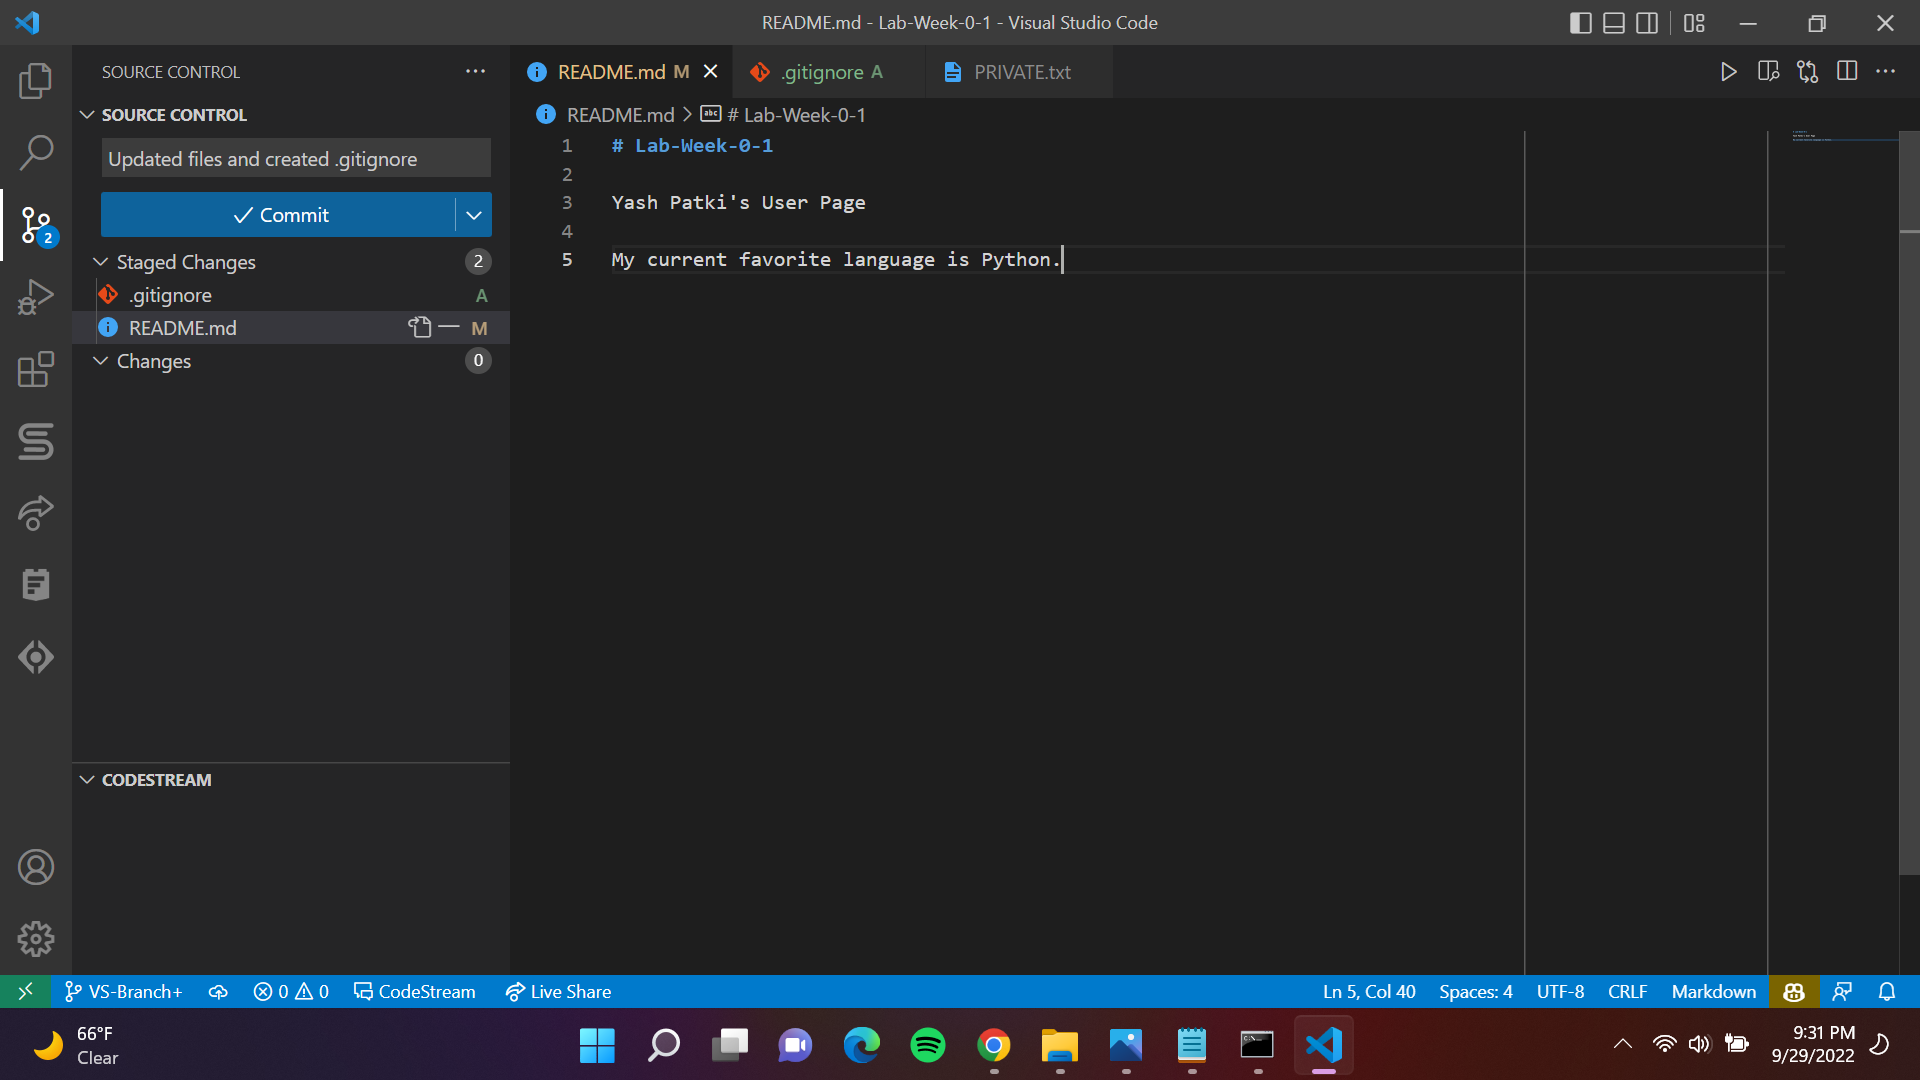 README.md - Lab-Week-0-1 - Visual Studio Code
SOURCE CONTROL
SOURCE CONTROL
Updated files and created .gitignore
Commit
Staged Changes 2
.gitignore A
README.md M
Changes 0
CODESTREAM
2
README.md M
.gitignore A
PRIVATE.txt
README.md > # Lab-Week-0-1
1 # Lab-Week-0-1
2
3 Yash Patki's User Page
4
5 My current favorite language is Python.
VS-Branch+ 0 0 CodeStream Live Share Ln 5, Col 40 Spaces: 4 UTF-8 CRLF Markdown
66°F
Clear
9:31 PM
9/29/2022